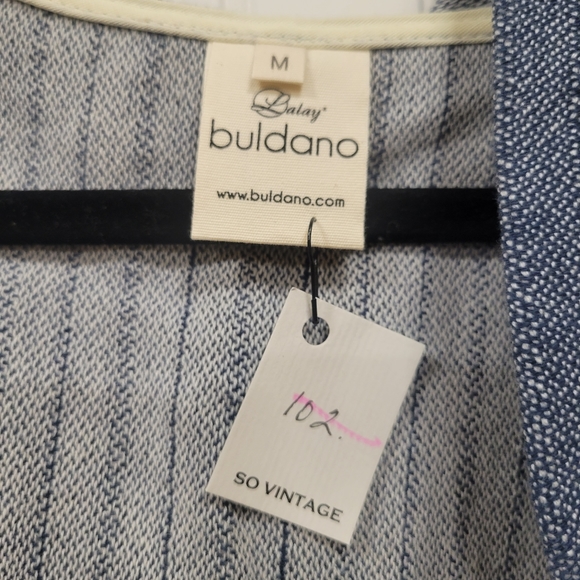 M
Lalay®
buldano
www.buldano.com
102.
SO VINTAGE